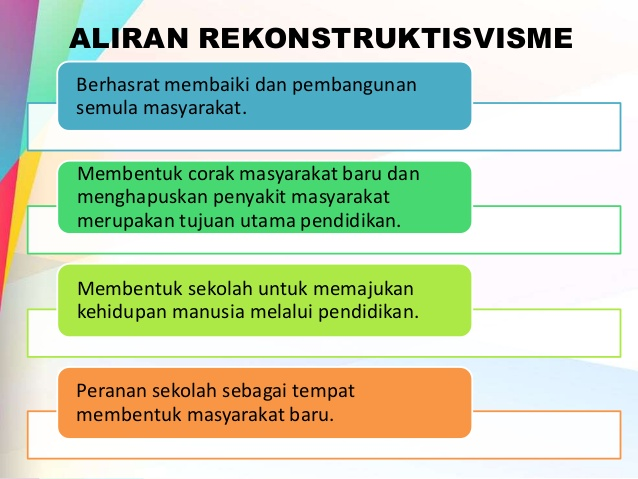 ALIRAN REKONSTRUKTISVISME
Berhasrat membaiki dan pembangunan
semula masyarakat.
Membentuk corak masyarakat baru dan
menghapuskan penyakit masyarakat
merupakan tujuan utama pendidikan.
Membentuk sekolah untuk memajukan
kehidupan manusia melalui pendidikan.
Peranan sekolah sebagai tempat
membentuk masyarakat baru.